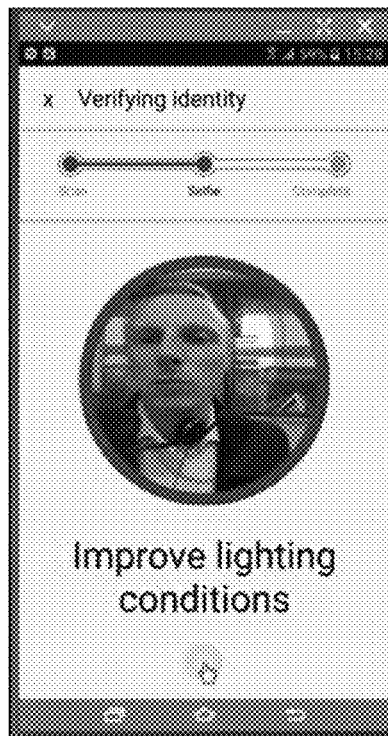 x Verifying identity
Scan Selfie Complete
Improve lighting
conditions